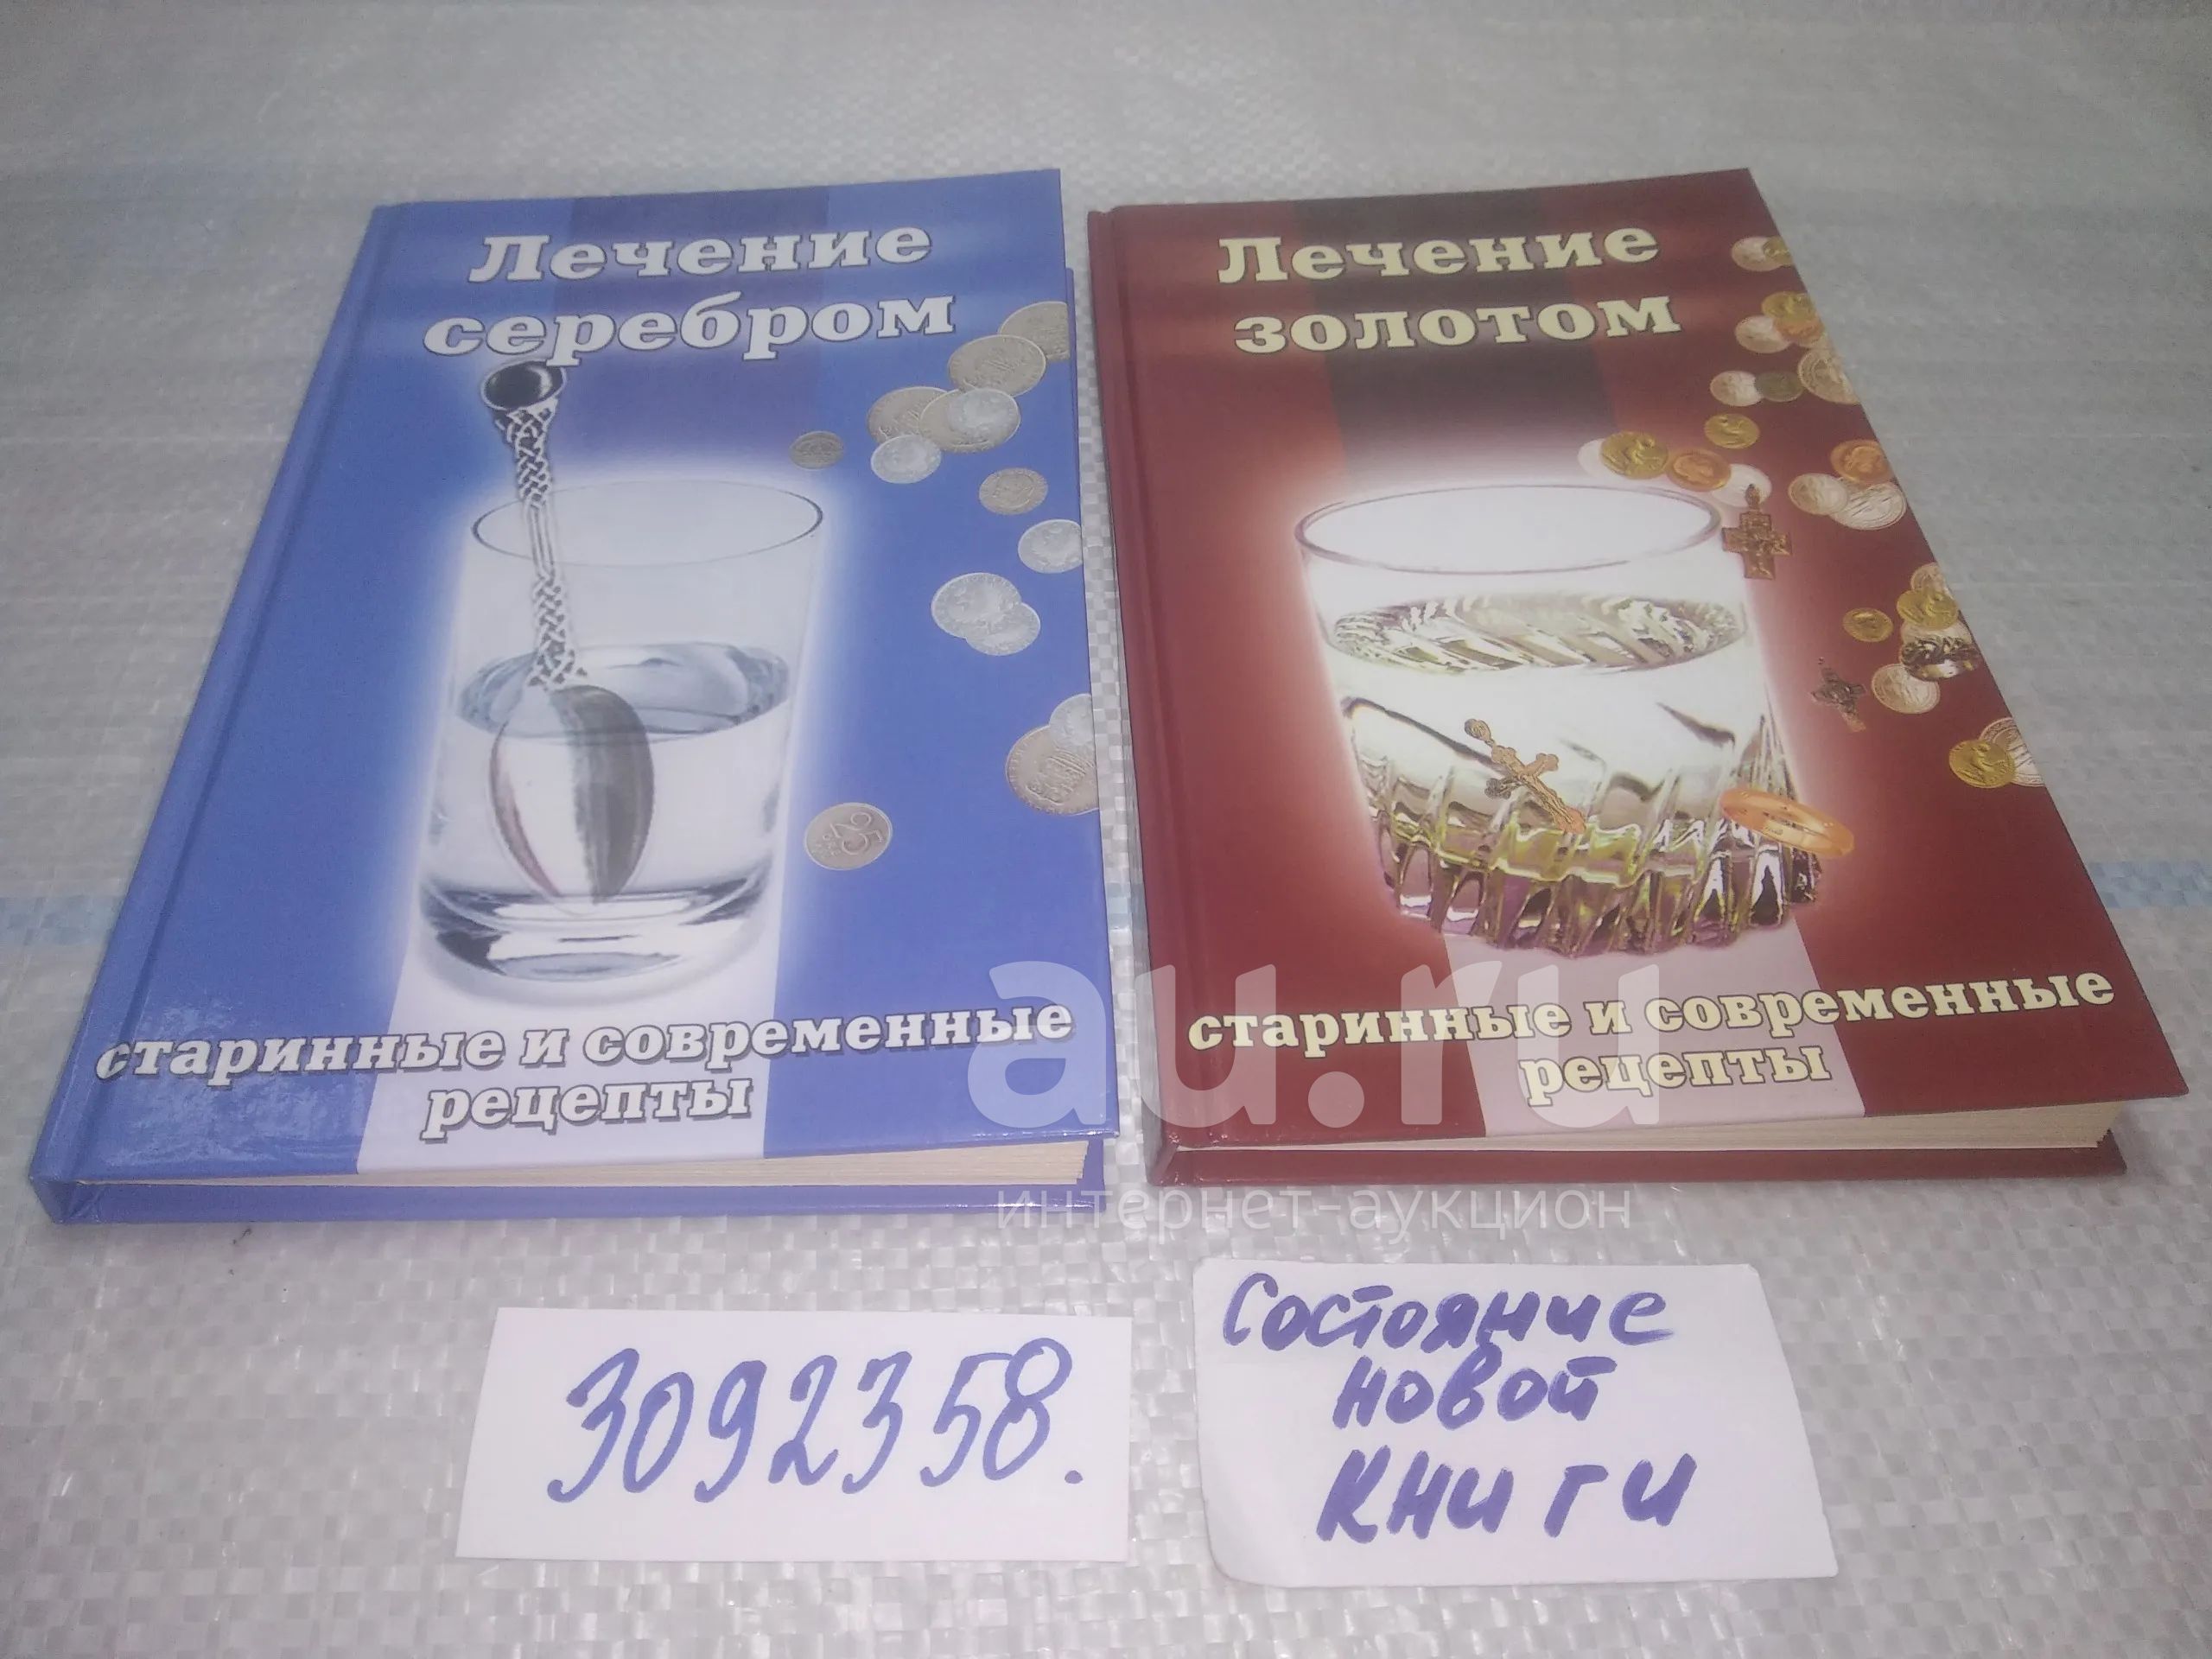 Лечение
серебром
старинные и современные
рецепты
Лечение
золотом
старинные и современные
рецепты
au.ru
интернет-аукцион
3092358.
Состояние
новой
книги